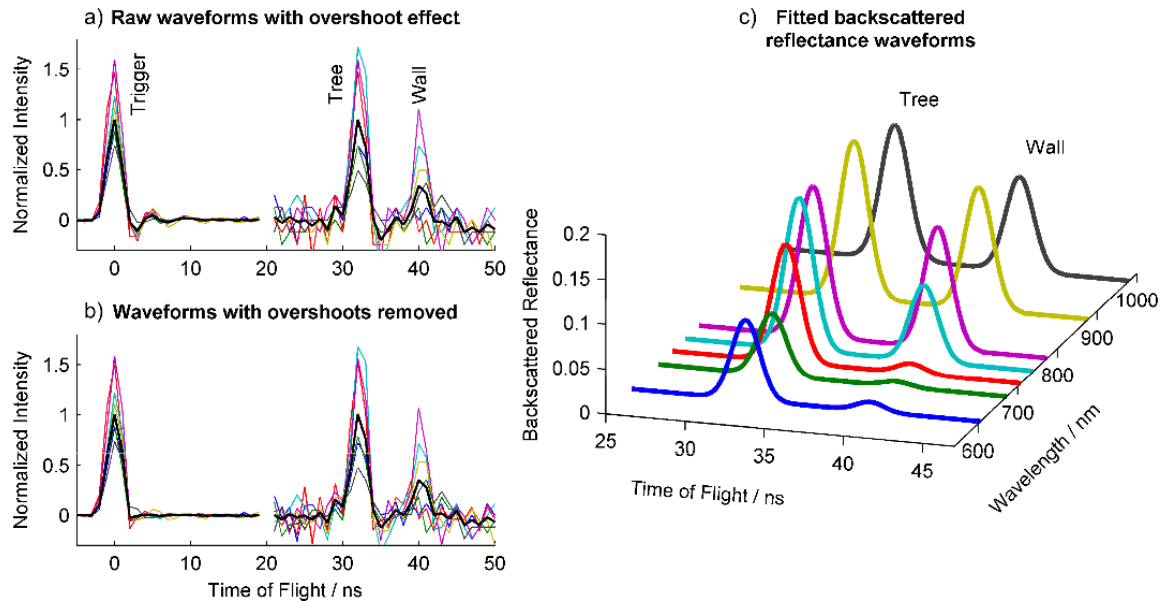 a) Raw waveforms with overshoot effect
Normalized Intensity
1.5
1
0.5
0
Trigger
Tree
Wall
0 10 20 30 40 50
b) Waveforms with overshoots removed
Normalized Intensity
1.5
1
0.5
0
0 10 20 30 40 50
Time of Flight / ns
c) Fitted backscattered
reflectance waveforms
Tree
Wall
Backscattered Reflectance
0.2
0.15
0.1
0.05
0
25 30 35 40 45
Time of Flight / ns
600 700 800 900 1000
Wavelength / nm